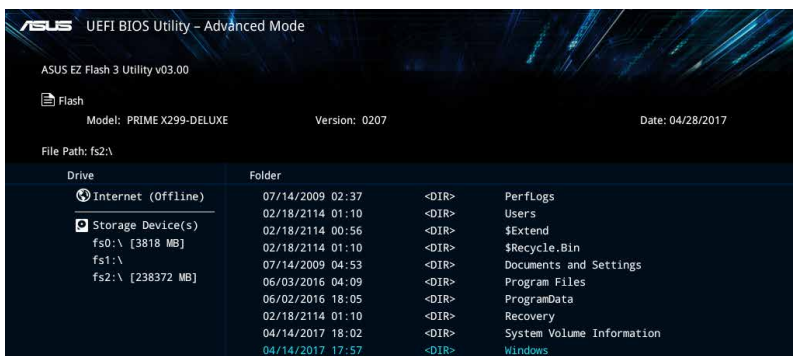 ASUS UEFI BIOS Utility – Advanced Mode
ASUS EZ Flash 3 Utility v03.00
Flash
Model: PRIME X299-DELUXE Version: 0207 Date: 04/28/2017
File Path: fs2:\
Drive Folder
Internet (Offline) 07/14/2009 02:37 <DIR> PerfLogs
02/18/2114 01:10 <DIR> Users
Storage Device(s) 02/18/2114 00:56 <DIR> $Extend
fs0:\ [3818 MB] 02/18/2114 01:10 <DIR> $Recycle.Bin
fs1:\ 07/14/2009 04:53 <DIR> Documents and Settings
fs2:\ [238372 MB] 06/03/2016 04:09 <DIR> Program Files
06/02/2016 18:05 <DIR> ProgramData
02/18/2114 01:10 <DIR> Recovery
04/14/2017 18:02 <DIR> System Volume Information
04/14/2017 17:57 <DIR> Windows